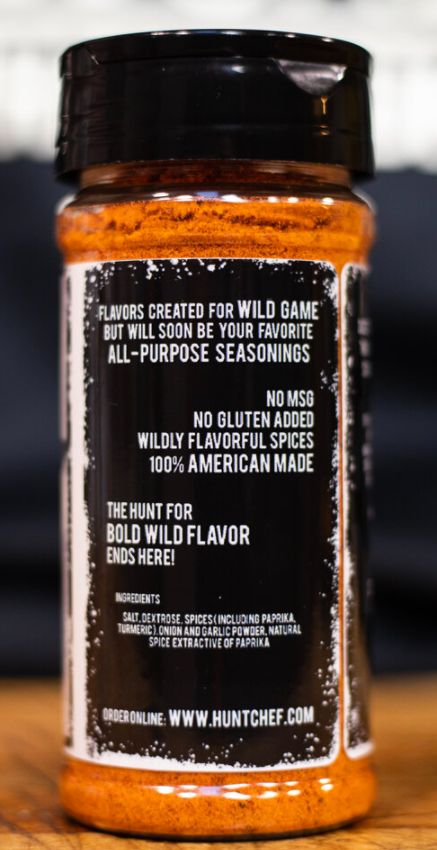 FLAVORS CREATED FOR WILD GAME
BUT WILL SOON BE YOUR FAVORITE
ALL-PURPOSE SEASONINGS
NO MSG
NO GLUTEN ADDED
WILDLY FLAVORFUL SPICES
100% AMERICAN MADE
THE HUNT FOR
BOLD WILD FLAVOR
ENDS HERE!
INGREDIENTS
SALT, DEXTROSE, SPICES (INCLUDING PAPRIKA,
TURMERIC), ONION AND GARLIC POWDER, NATURAL
SPICE EXTRACTIVE OF PAPRIKA
ORDER ONLINE: WWW.HUNTCHEF.COM